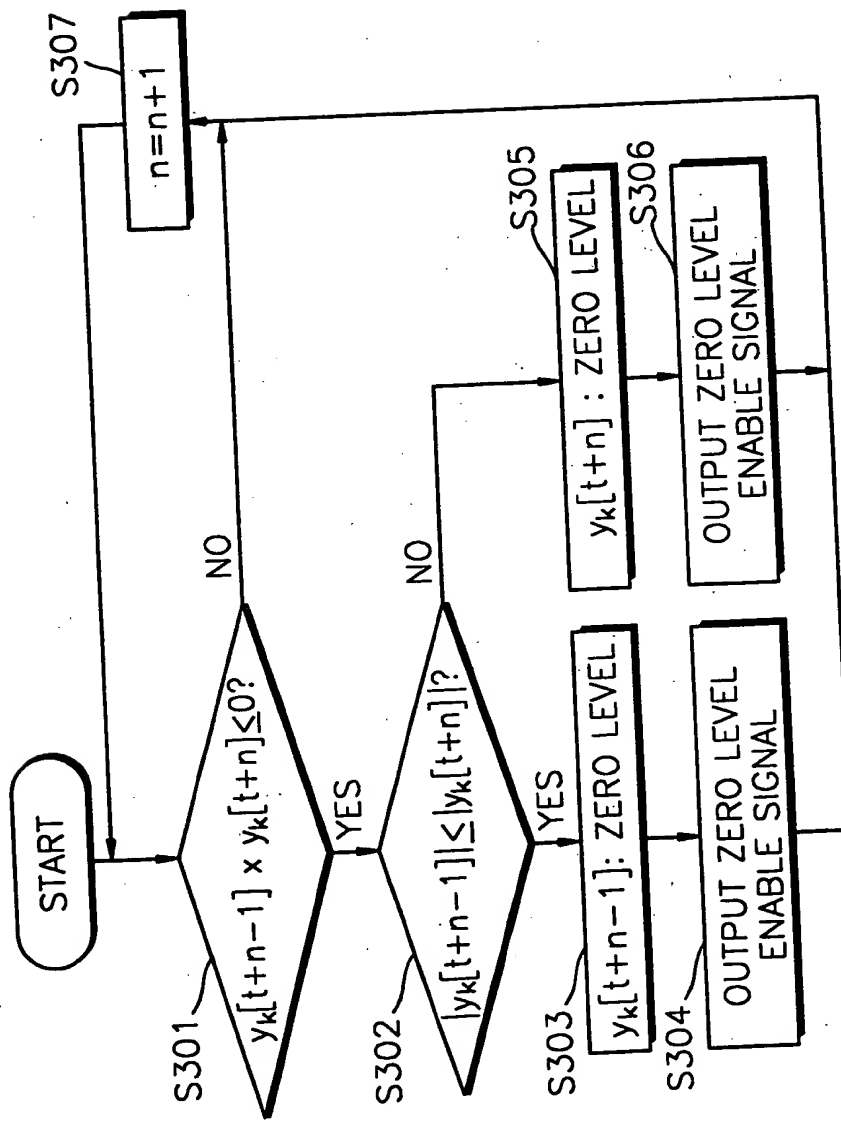 START
S307
n=n+1
S301
yk[t+n-1] x yk[t+n]≤0?
NO
YES
S302
|yk[t+n-1]|≤|yk[t+n]|?
NO
YES
S303
yk[t+n-1]: ZERO LEVEL
S305
yk[t+n] : ZERO LEVEL
S304
OUTPUT ZERO LEVEL
ENABLE SIGNAL
S306
OUTPUT ZERO LEVEL
ENABLE SIGNAL